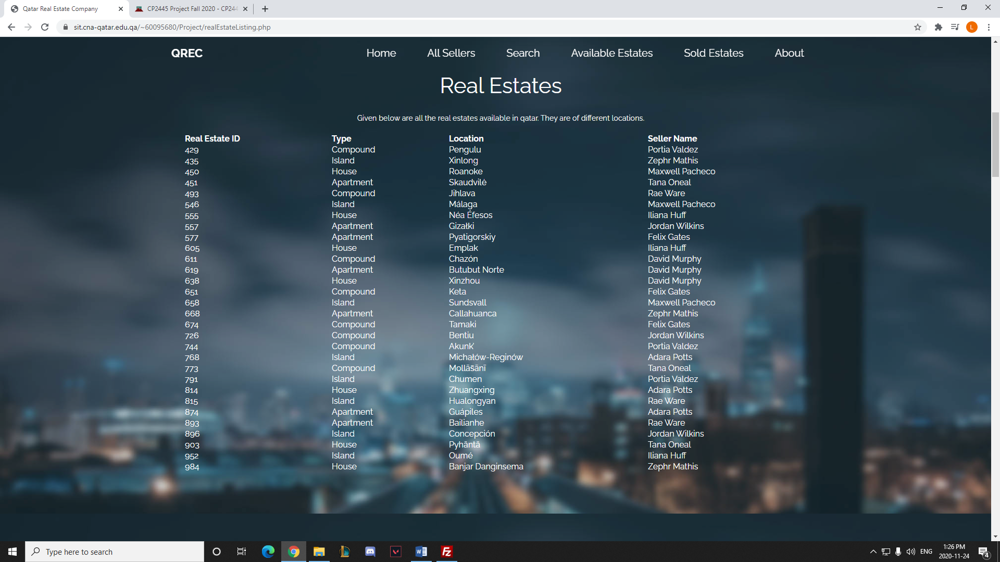 Qatar Real Estate Company
CP2445 Project Fall 2020 - CP244
sit.cna-qatar.edu.qa/~60095680/Project/realEstateListing.php
L
QREC Home All Sellers Search Available Estates Sold Estates About
Real Estates
Given below are all the real estates available in qatar. They are of different locations.
Real Estate ID Type Location Seller Name
429 Compound Pengulu Portia Valdez
435 Island Xinlong Zephr Mathis
450 House Roanoke Maxwell Pacheco
451 Apartment Skaudvilė Tana Oneal
493 Compound Jihlava Rae Ware
546 Island Málaga Maxwell Pacheco
555 House Néa Éfesos Iliana Huff
557 Apartment Gizałki Jordan Wilkins
577 Apartment Pyatigorskiy Felix Gates
605 House Emplak Iliana Huff
611 Compound Chazón David Murphy
619 Apartment Butubut Norte David Murphy
638 House Xinzhou David Murphy
651 Compound Keta Felix Gates
658 Island Sundsvall Maxwell Pacheco
668 Apartment Callahuanca Zephr Mathis
674 Compound Tamaki Felix Gates
726 Compound Bentiu Jordan Wilkins
744 Compound Akunk’ Portia Valdez
768 Island Michałów-Reginów Adara Potts
773 Compound Mollās̄ānī Tana Oneal
791 Island Chumen Portia Valdez
814 House Zhuangxing Adara Potts
815 Island Hualongyan Rae Ware
874 Apartment Guápiles Adara Potts
893 Apartment Bailianhe Rae Ware
896 Island Concepción Jordan Wilkins
903 House Pyhäntä Tana Oneal
952 Island Oumé Iliana Huff
984 House Banjar Danginsema Zephr Mathis
Type here to search
ENG
1:26 PM
2020-11-24
4